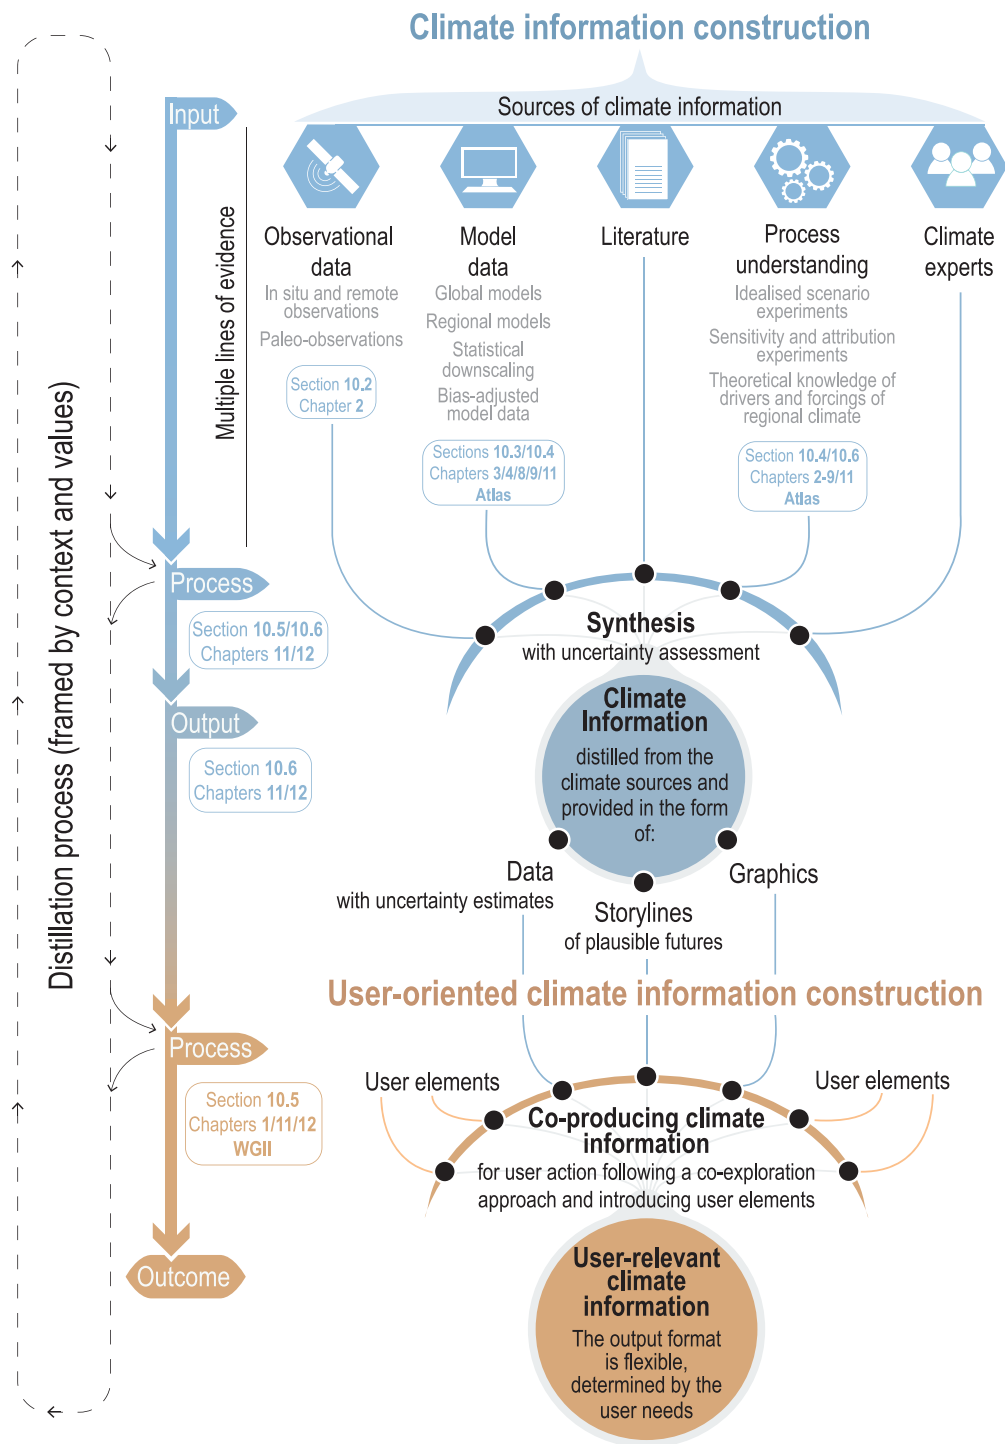 Climate information construction
Sources of climate information
Input
Multiple lines of evidence
Distillation process (framed by context and values)
Observational
data
In situ and remote
observations
Paleo-observations
Section 10.2
Chapter 2
Model
data
Global models
Regional models
Statistical
downscaling
Bias-adjusted
model data
Sections 10.3/10.4
Chapters 3/4/8/9/11
Atlas
Literature
Process
understanding
Idealised scenario
experiments
Sensitivity and attribution
experiments
Theoretical knowledge of
drivers and forcings of
regional climate
Section 10.4/10.6
Chapters 2-9/11
Atlas
Climate
experts
Process
Section 10.5/10.6
Chapters 11/12
Synthesis
with uncertainty assessment
Output
Section 10.6
Chapters 11/12
Climate
Information
distilled from the
climate sources and
provided in the form
of:
Data
with uncertainty estimates
Storylines
of plausible futures
Graphics
User-oriented climate information construction
Process
Section 10.5
Chapters 1/11/12
WGII
User elements
User elements
Co-producing climate
information
for user action following a co-exploration
approach and introducing user elements
Outcome
User-relevant
climate
information
The output format
is flexible,
determined by the
user needs